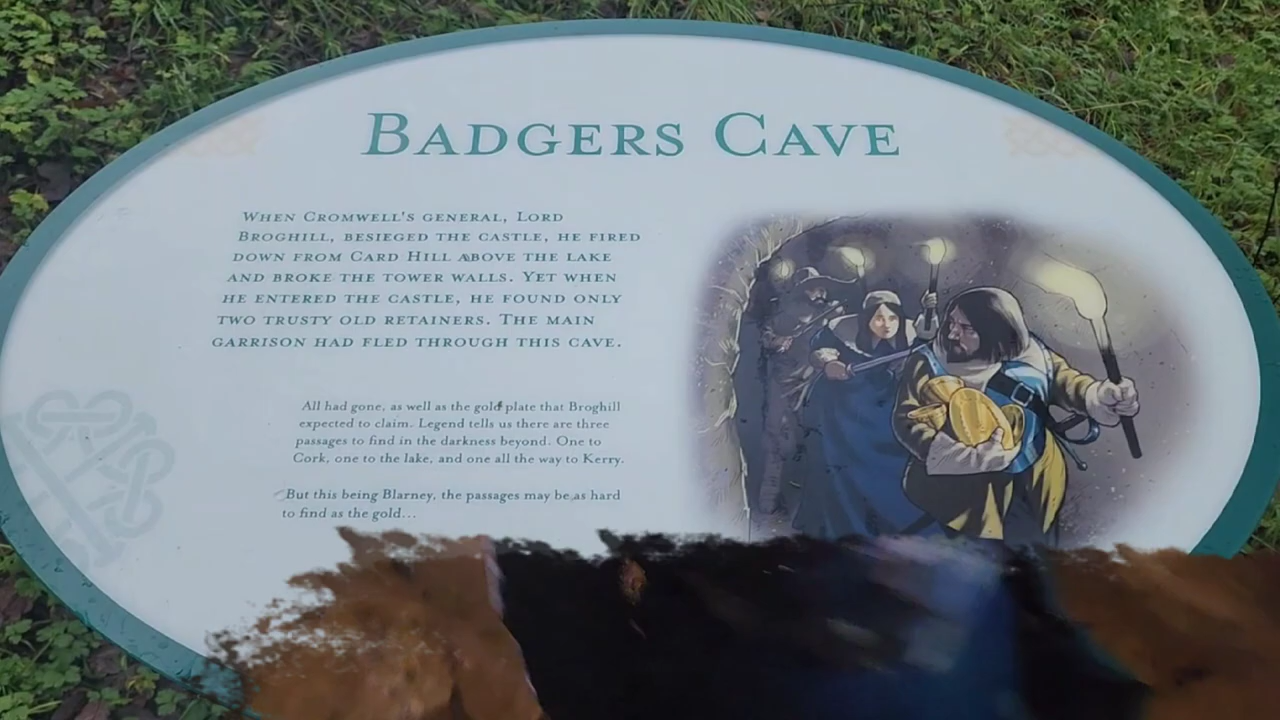 BADGERS CAVE
WHEN CROMWELL'S GENERAL, LORD
BROGHILL, BESIEGED THE CASTLE, HE FIRED
DOWN FROM CARD HILL ABOVE THE LAKE
AND BROKE THE TOWER WALLS. YET WHEN
HE ENTERED THE CASTLE, HE FOUND ONLY
TWO TRUSTY OLD RETAINERS. THE MAIN
GARRISON HAD FLED THROUGH THIS CAVE.
All had gone, as well as the gold plate that Broghill
expected to claim. Legend tells us there are three
passages to find in the darkness beyond. One to
Cork, one to the lake, and one all the way to Kerry.
But this being Blarney, the passages may be as hard
to find as the gold...